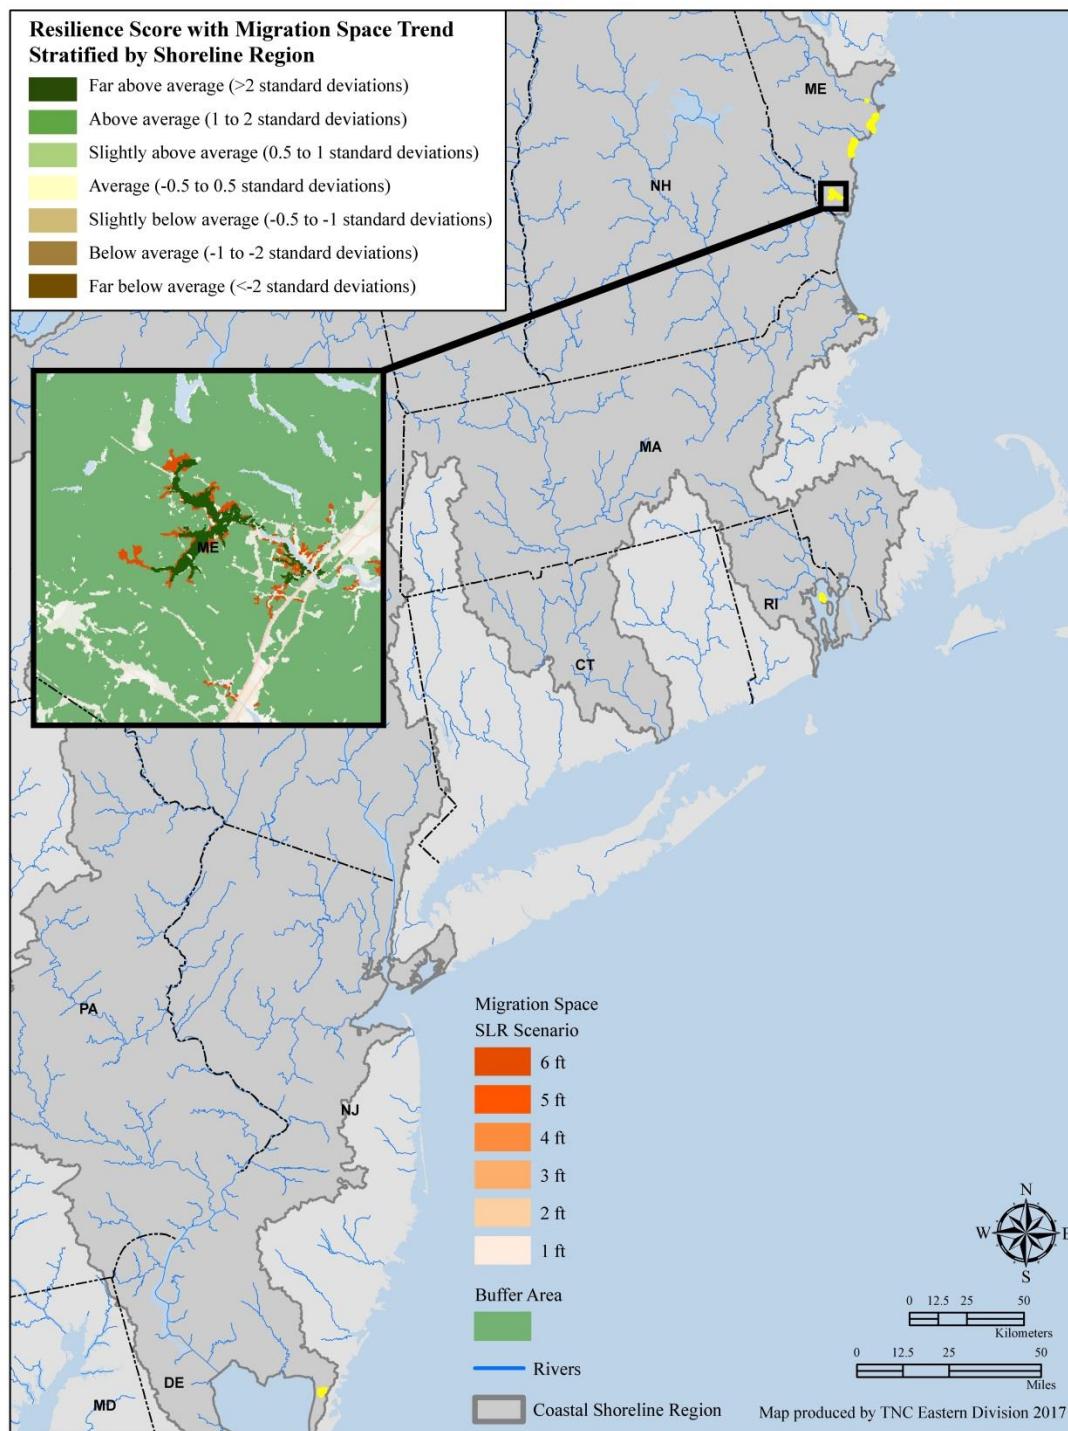 Resilience Score with Migration Space Trend
Stratified by Shoreline Region
Far above average (>2 standard deviations)
Above average (1 to 2 standard deviations)
Slightly above average (0.5 to 1 standard deviations)
Average (-0.5 to 0.5 standard deviations)
Slightly below average (-0.5 to -1 standard deviations)
Below average (-1 to -2 standard deviations)
Far below average (<-2 standard deviations)
ME
NH
MA
ME
RI
CT
PA
NJ
DE
MD
Migration Space
SLR Scenario
6 ft
5 ft
4 ft
3 ft
2 ft
1 ft
Buffer Area
Rivers
Coastal Shoreline Region
N
W E
S
0 12.5 25 50
Kilometers
0 12.5 25 50
Miles
Map produced by TNC Eastern Division 2017